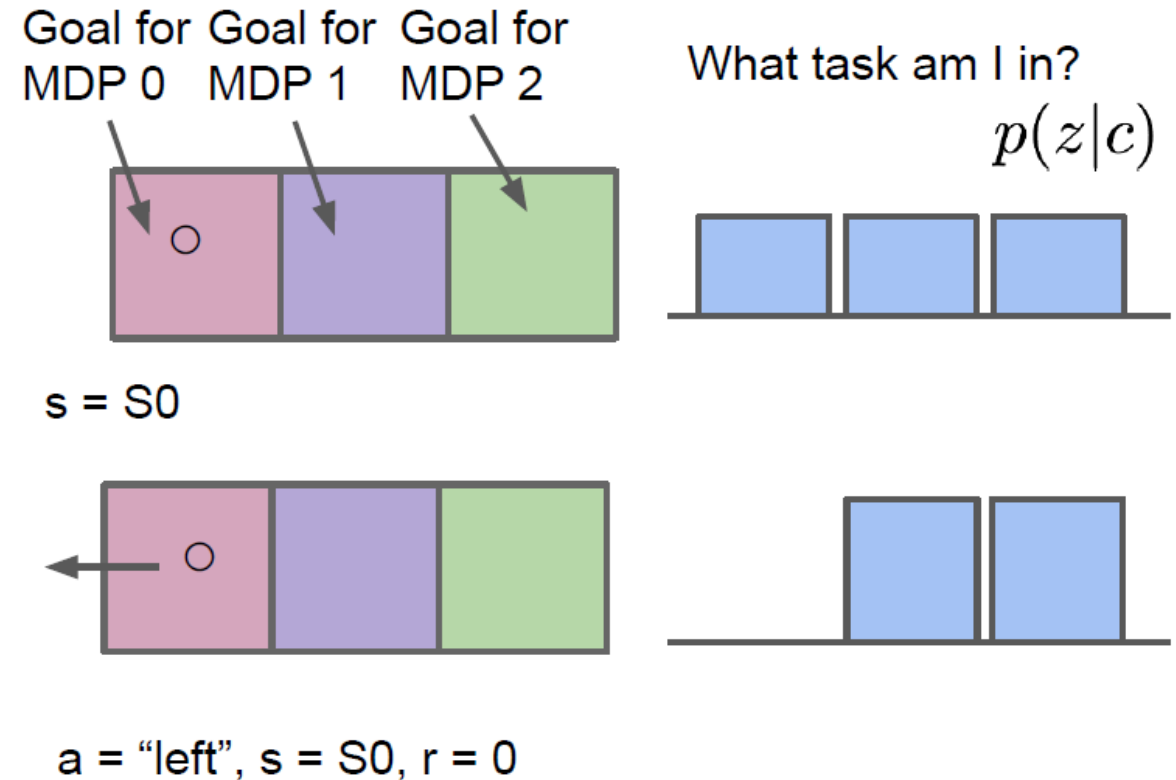 Goal for Goal for Goal for
MDP 0 MDP 1 MDP 2
What task am I in?
p(z|c)
s = S0
a = “left”, s = S0, r = 0